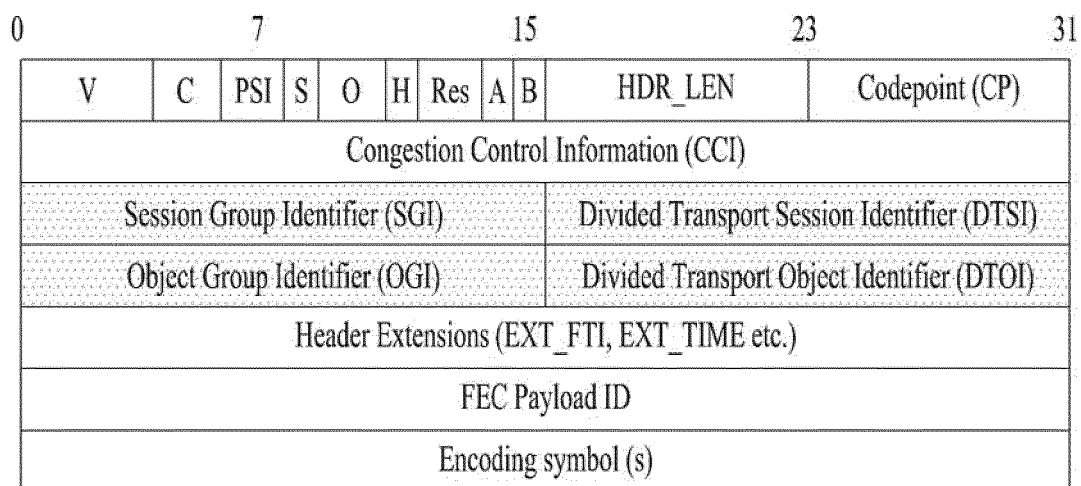 0 7 15 23 31
V C PSI S O H Res A B HDR_LEN Codepoint (CP)
Congestion Control Information (CCI)
Session Group Identifier (SGI) Divided Transport Session Identifier (DTSI)
Object Group Identifier (OGI) Divided Transport Object Identifier (DTOI)
Header Extensions (EXT_FTI, EXT_TIME etc.)
FEC Payload ID
Encoding symbol (s)